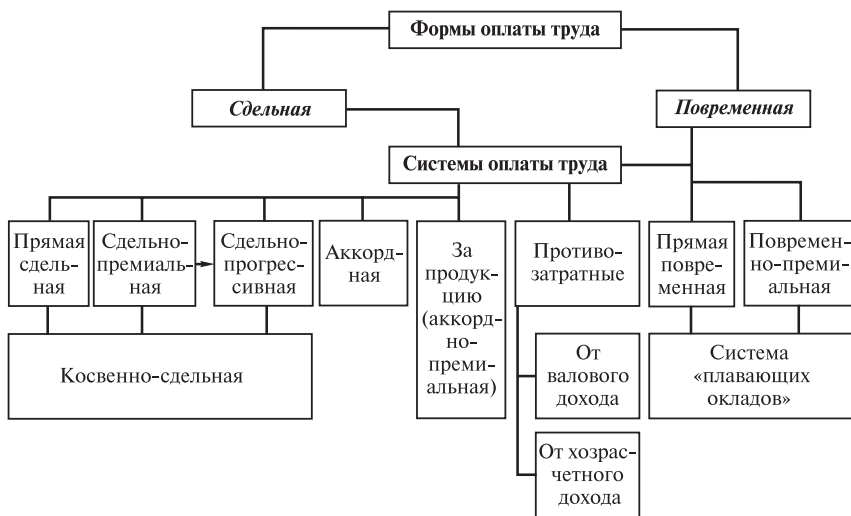 Формы оплаты труда
Сдельная
Повременная
Системы оплаты труда
Прямая
сдель-
ная
Сдельно-
премиаль-
ная
Сдельно-
прогрес-
сивная
Аккорд-
ная
За
продук-
цию
(аккорд-
но-
преми-
альная)
Противо-
затратные
Прямая
повре-
менная
Повремен-
но-преми-
альная
Косвенно-сдельная
От
валового
дохода
Система
«плавающих
окладов»
От хозрас-
четного
дохода